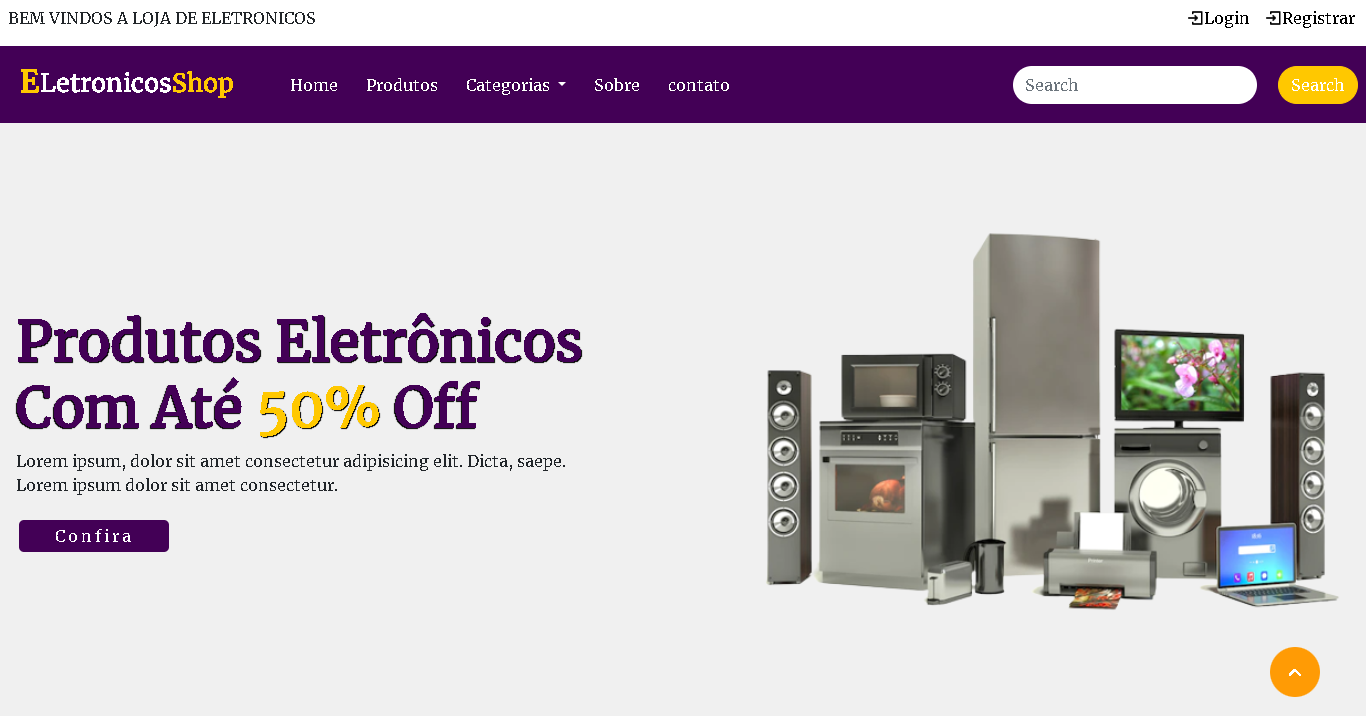 BEM VINDOS A LOJA DE ELETRONICOS
Login Registrar
ELetronicosShop
Home Produtos Categorias Sobre contato
Search Search
Produtos Eletrônicos
Com Até 50% Off
Lorem ipsum, dolor sit amet consectetur adipisicing elit. Dicta, saepe.
Lorem ipsum dolor sit amet consectetur.
Confira